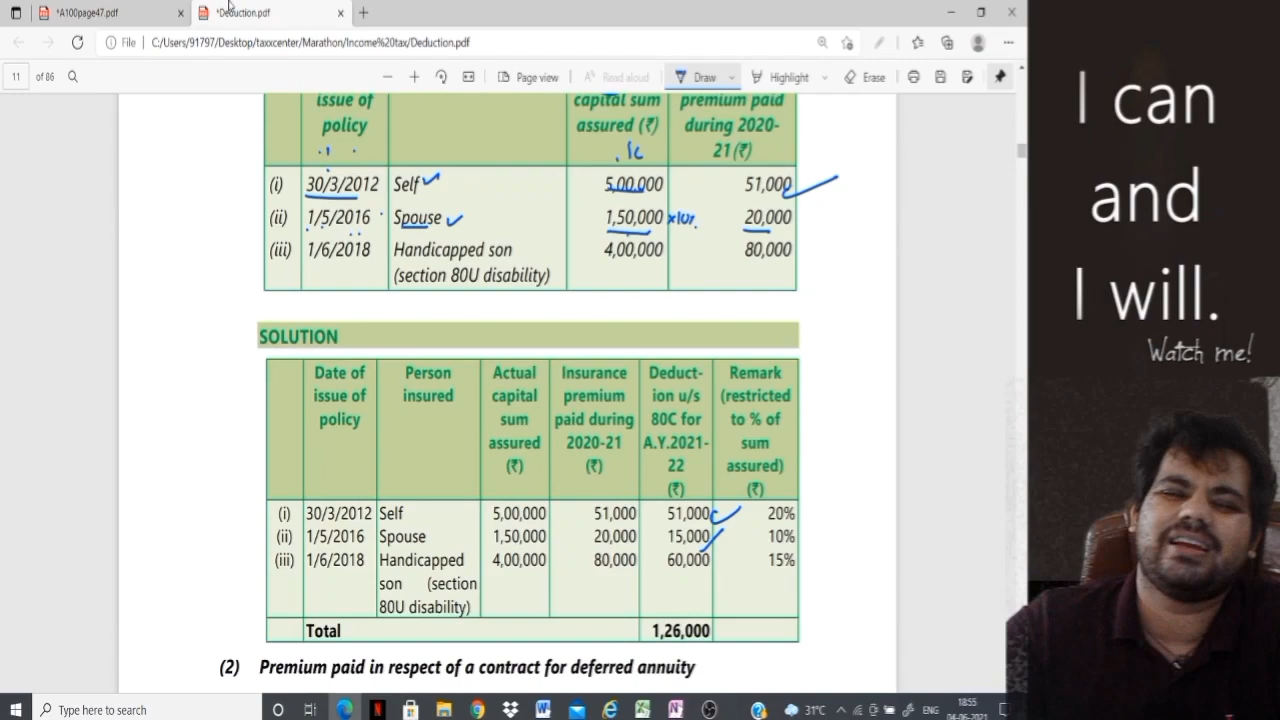 *A100page47.pdf
*Deduction.pdf
File C:/Users/91797/Desktop/taxxcenter/Marathon/Income%20tax/Deduction.pdf
11 of 86 Page view Read aloud Draw Highlight Erase
issue of capital sum premium paid
policy assured (₹) during 2020-
21 (₹)
(i) 30/3/2012 Self 5,00,000 51,000
(ii) 1/5/2016 Spouse 1,50,000 ×10% 20,000
(iii) 1/6/2018 Handicapped son 4,00,000 80,000
(section 80U disability)
SOLUTION
Date of Person Actual Insurance Deduct- Remark
issue of insured capital premium ion u/s (restricted
policy sum paid during 80C for to % of
assured 2020-21 A.Y.2021- sum
(₹) (₹) 22 assured)
(₹) (₹)
(i) 30/3/2012 Self 5,00,000 51,000 51,000 20%
(ii) 1/5/2016 Spouse 1,50,000 20,000 15,000 10%
(iii) 1/6/2018 Handicapped 4,00,000 80,000 60,000 15%
son (section
80U disability)
Total 1,26,000
(2) Premium paid in respect of a contract for deferred annuity
I can
and
I will.
Watch me!
Type here to search
31°C ENG 18:55
04-06-2021